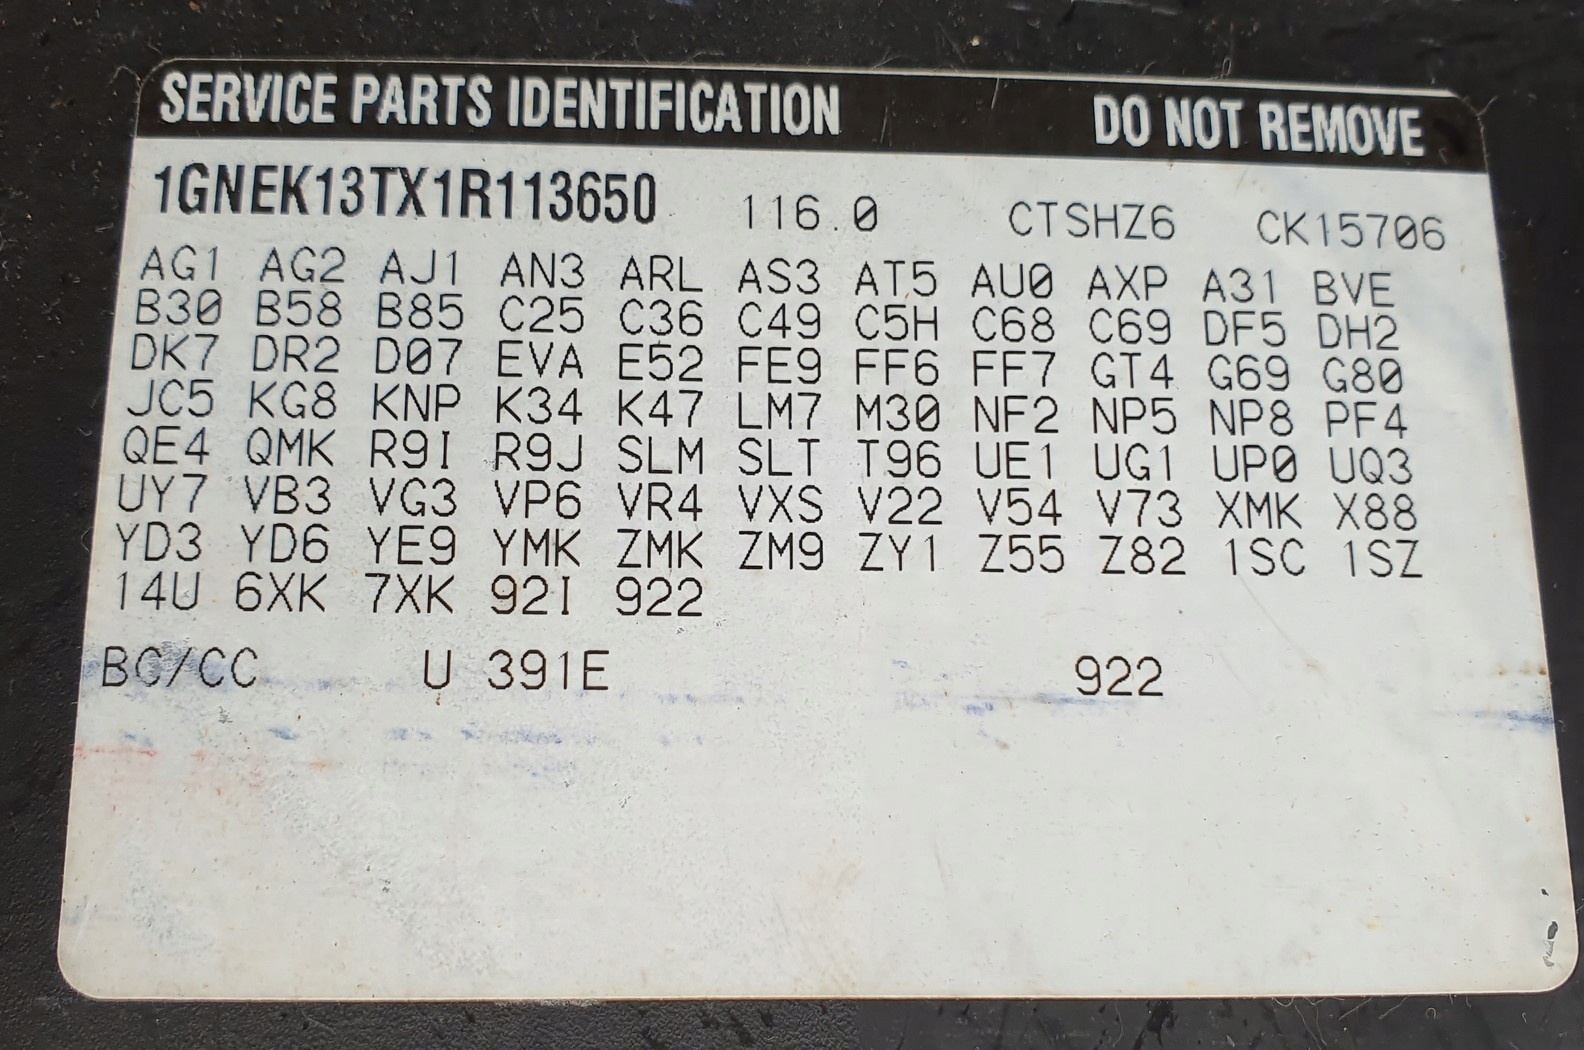 SERVICE PARTS IDENTIFICATION DO NOT REMOVE
1GNEK13TX1R113650 116.0 CTSHZ6 CK15706
AG1 AG2 AJ1 AN3 ARL AS3 AT5 AU0 AXP A31 BVE
B30 B58 B85 C25 C36 C49 C5H C68 C69 DF5 DH2
DK7 DR2 D07 EVA E52 FE9 FF6 FF7 GT4 G69 G80
JC5 KG8 KNP K34 K47 LM7 M30 NF2 NP5 NP8 PF4
QE4 QMK R9I R9J SLM SLT T96 UE1 UG1 UP0 UQ3
UY7 VB3 VG3 VP6 VR4 VXS V22 V54 V73 XMK X88
YD3 YD6 YE9 YMK ZMK ZM9 ZY1 Z55 Z82 1SC 1SZ
14U 6XK 7XK 92I 922
BC/CC U 391E 922